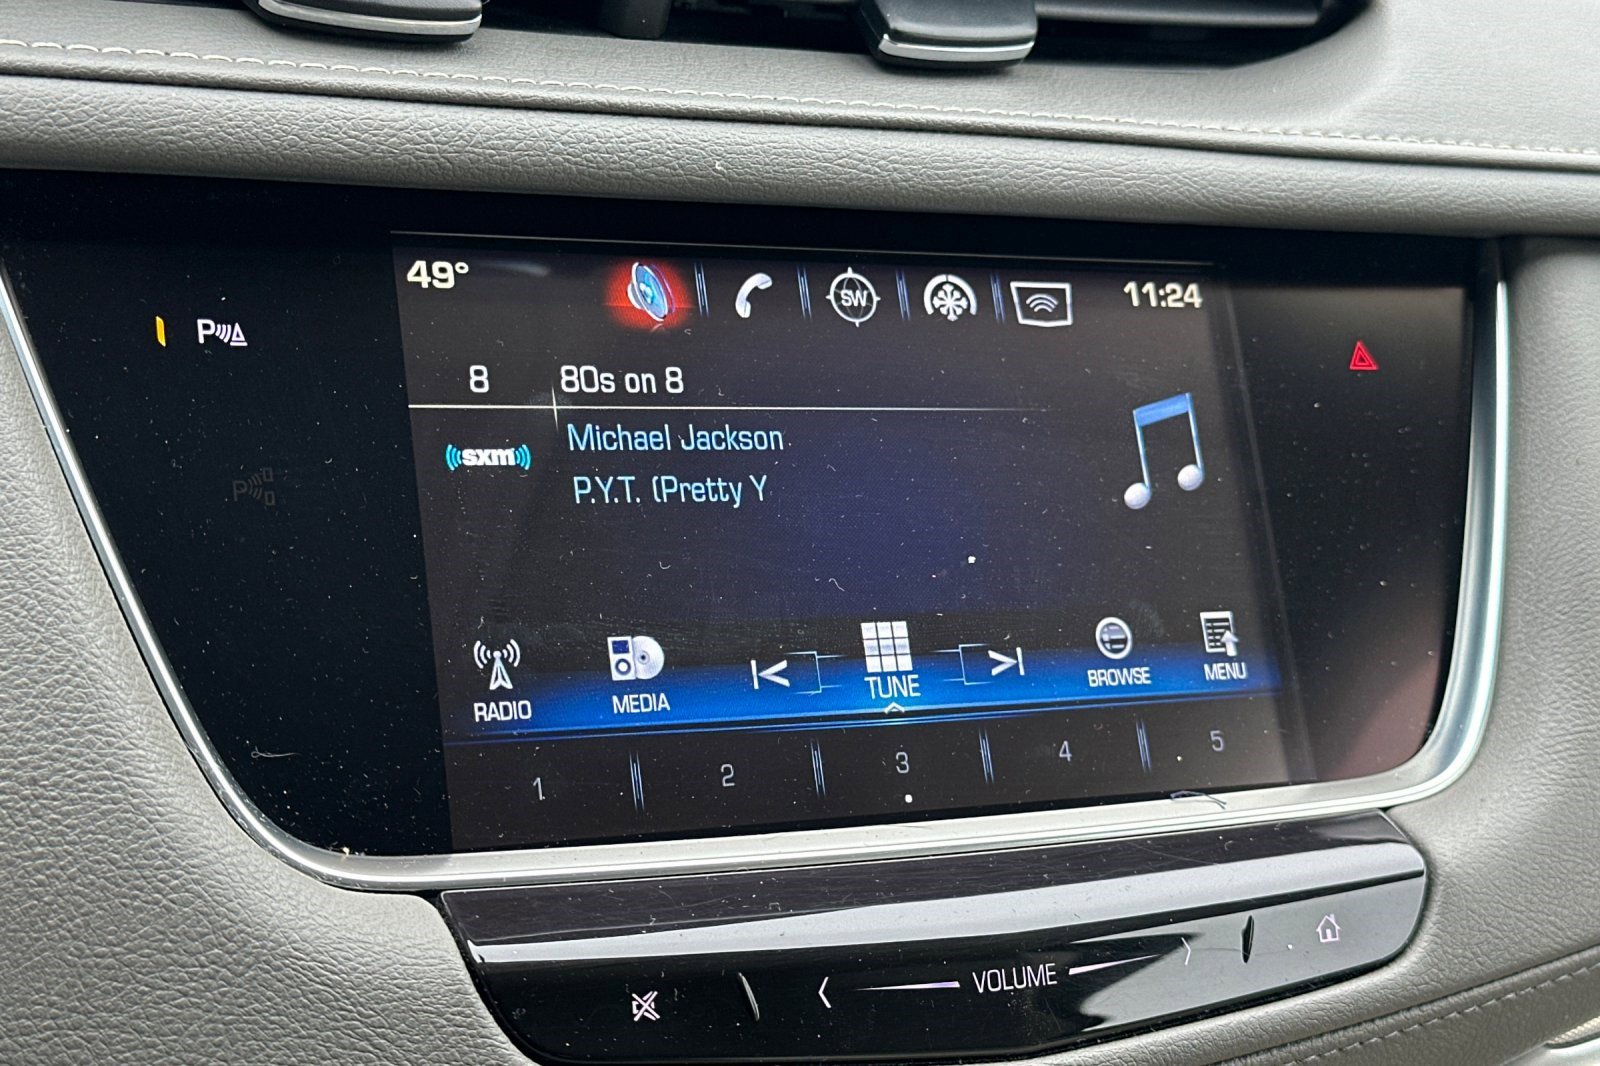 49°
SW
11:24
P
8
80s on 8
sxm
Michael Jackson
P.Y.T. (Pretty Y
P
RADIO
MEDIA
TUNE
BROWSE
MENU
1
2
3
4
5
VOLUME